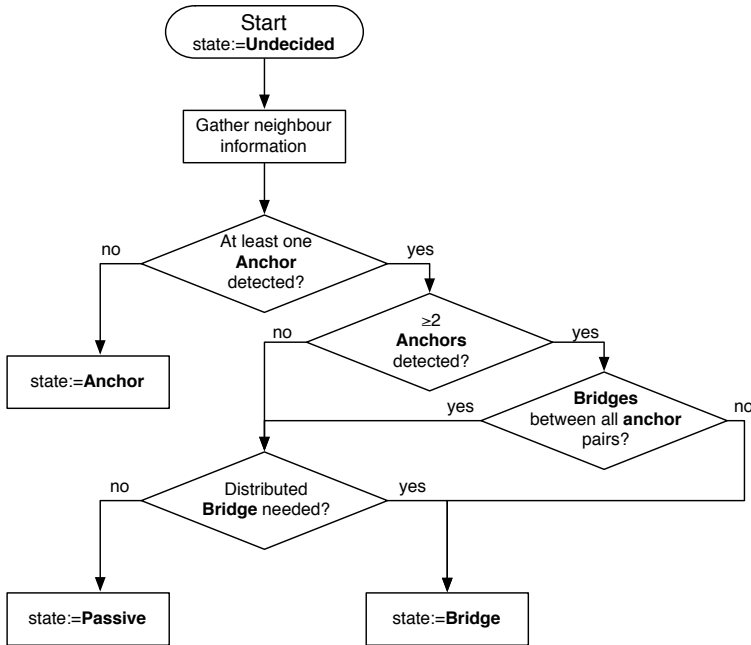 Start
state:=Undecided
Gather neighbour
information
no
At least one
Anchor
detected?
yes
no
≥2
Anchors
detected?
yes
state:=Anchor
yes
Bridges
between all anchor
pairs?
no
no
Distributed
Bridge needed?
yes
state:=Passive
state:=Bridge